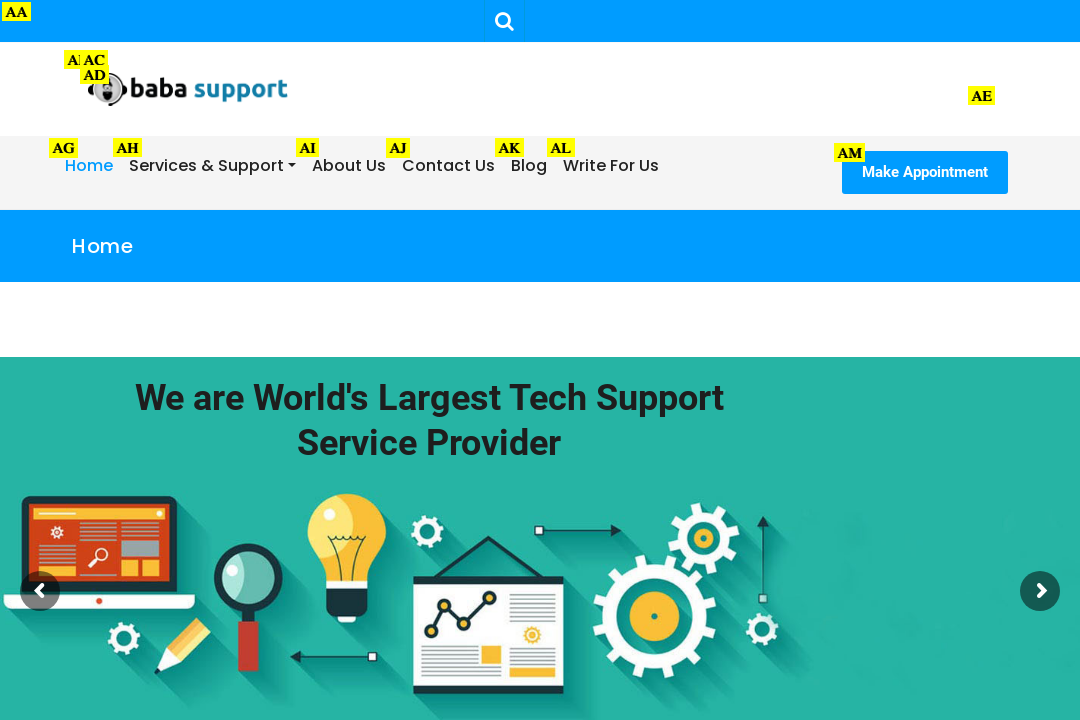 AA
AC
AD
baba support
AE
AG AH AI AJ AK AL AM
Home Services & Support About Us Contact Us Blog Write For Us Make Appointment
Home
We are World's Largest Tech Support
Service Provider